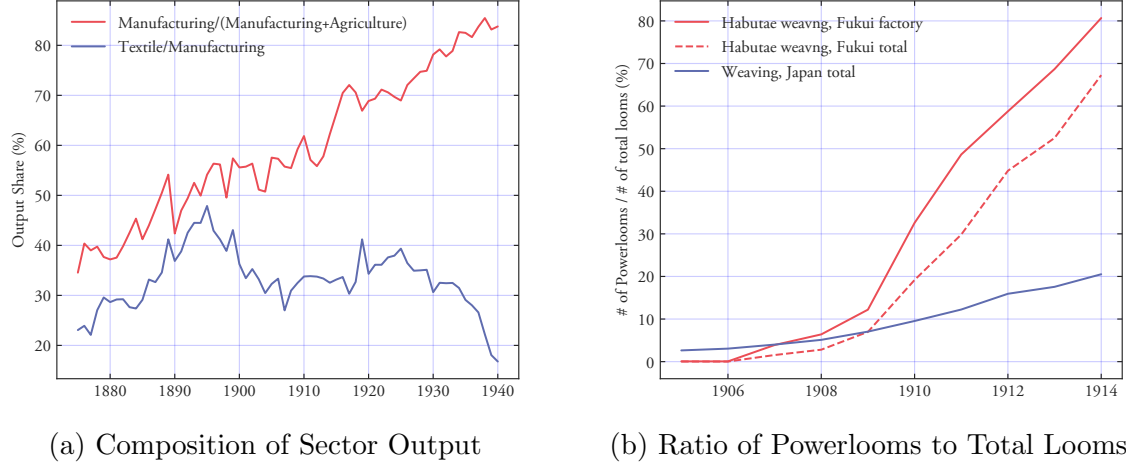 Manufacturing/(Manufacturing+Agriculture)
Textile/Manufacturing
Output Share (%)
80
70
60
50
40
30
20
1880 1890 1900 1910 1920 1930 1940
(a) Composition of Sector Output
Habutae weavng, Fukui factory
Habutae weavng, Fukui total
Weaving, Japan total
# of Powerlooms / # of total looms (%)
80
70
60
50
40
30
20
10
0
1906 1908 1910 1912 1914
(b) Ratio of Powerlooms to Total Looms